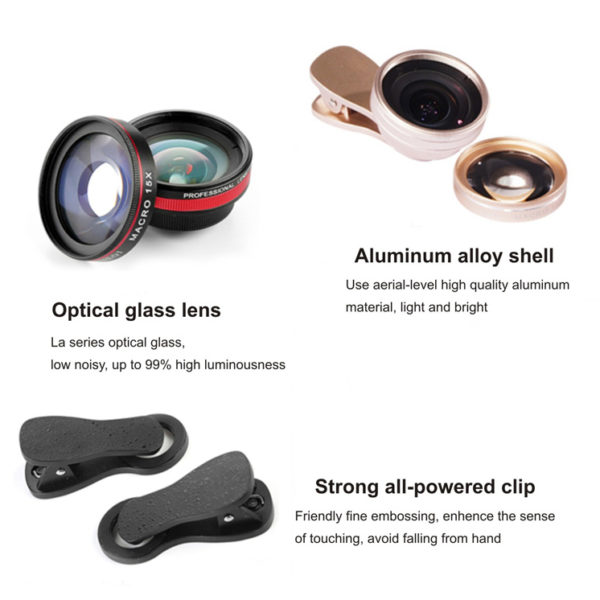 MACRO 15X
PROFESSIONAL LENS
Aluminum alloy shell
Use aerial-level high quality aluminum
material, light and bright
Optical glass lens
La series optical glass,
low noisy, up to 99% high luminousness
Strong all-powered clip
Friendly fine embossing, enhence the sense
of touching, avoid falling from hand